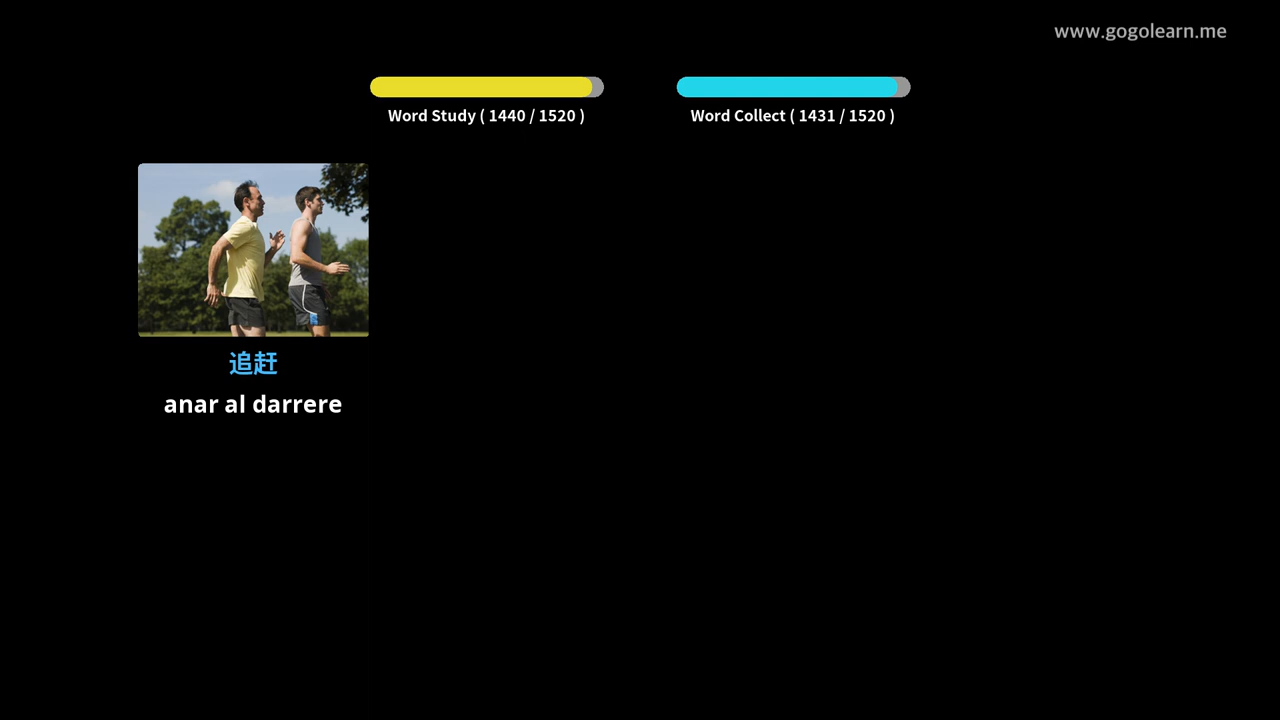 www.gogolearn.me
Word Study ( 1440 / 1520 )
Word Collect ( 1431 / 1520 )
追赶
anar al darrere